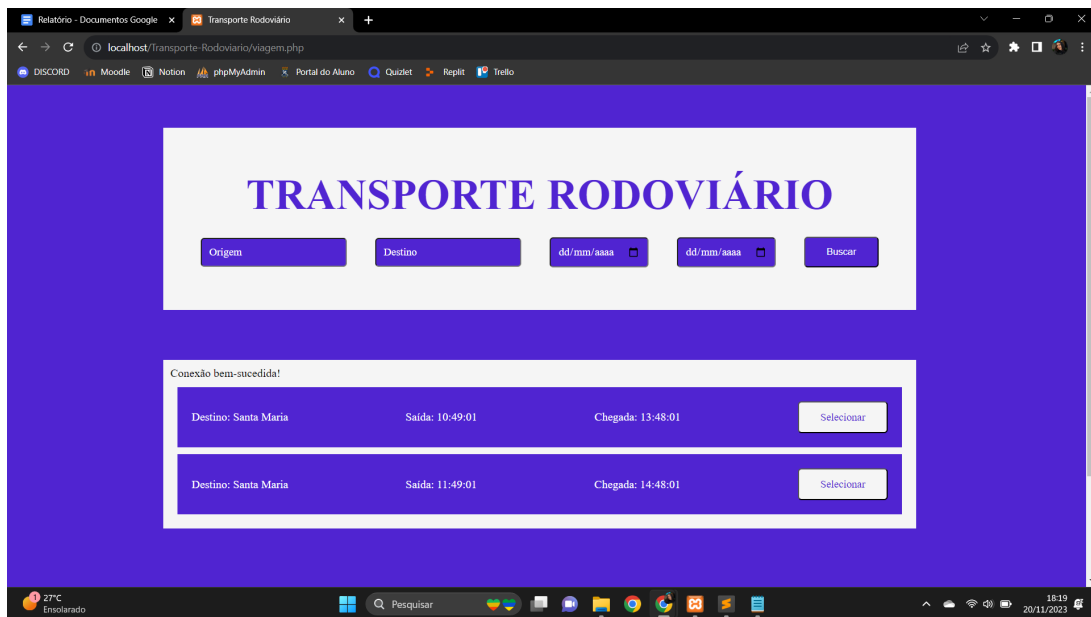 Relatório - Documentos Google
Transporte Rodoviário
localhost/Transporte-Rodoviario/viagem.php
DISCORD Moodle Notion phpMyAdmin Portal do Aluno Quizlet Replit Trello
TRANSPORTE RODOVIÁRIO
Origem Destino dd/mm/aaaa dd/mm/aaaa Buscar
Conexão bem-sucedida!
Destino: Santa Maria Saída: 10:49:01 Chegada: 13:48:01 Selecionar
Destino: Santa Maria Saída: 11:49:01 Chegada: 14:48:01 Selecionar
1 27°C
Ensolarado
Pesquisar
18:19
20/11/2023